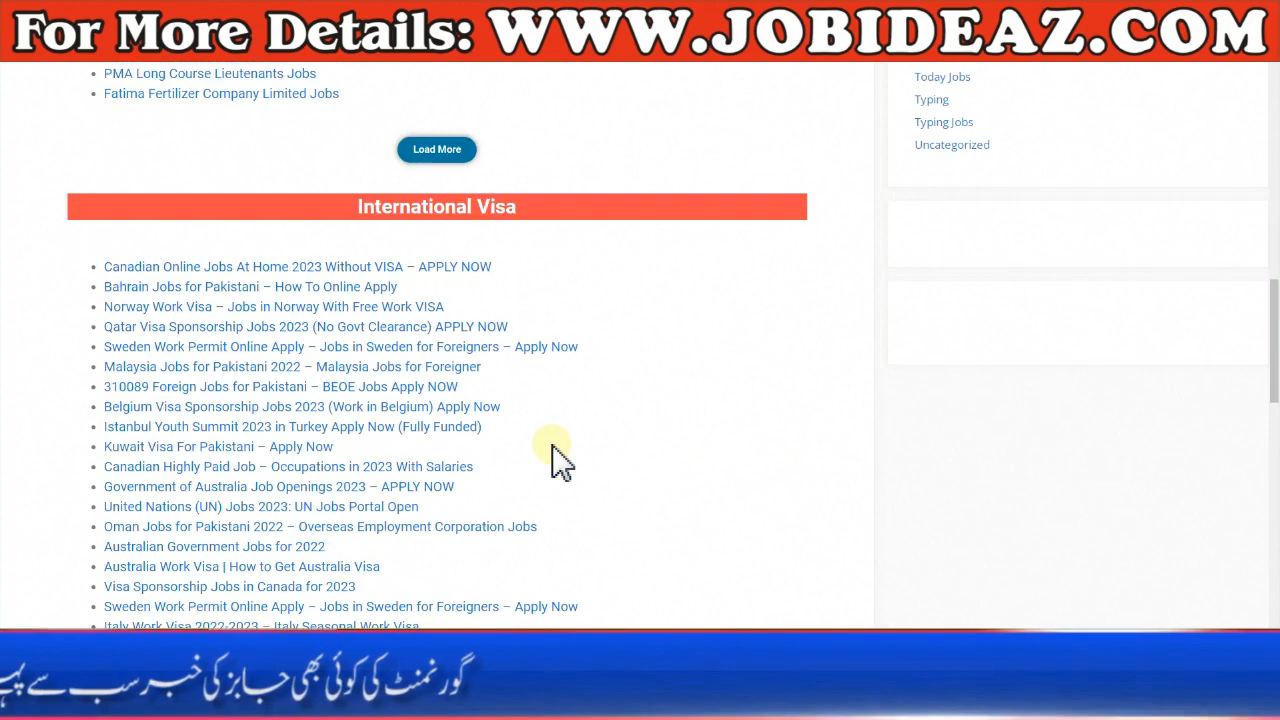 For More Details: WWW.JOBIDEAZ.COM
PMA Long Course Lieutenants Jobs
Fatima Fertilizer Company Limited Jobs
Load More
International Visa
Canadian Online Jobs At Home 2023 Without VISA – APPLY NOW
Bahrain Jobs for Pakistani – How To Online Apply
Norway Work Visa – Jobs in Norway With Free Work VISA
Qatar Visa Sponsorship Jobs 2023 (No Govt Clearance) APPLY NOW
Sweden Work Permit Online Apply – Jobs in Sweden for Foreigners – Apply Now
Malaysia Jobs for Pakistani 2022 – Malaysia Jobs for Foreigner
310089 Foreign Jobs for Pakistani – BEOE Jobs Apply NOW
Belgium Visa Sponsorship Jobs 2023 (Work in Belgium) Apply Now
Istanbul Youth Summit 2023 in Turkey Apply Now (Fully Funded)
Kuwait Visa For Pakistani – Apply Now
Canadian Highly Paid Job – Occupations in 2023 With Salaries
Government of Australia Job Openings 2023 – APPLY NOW
United Nations (UN) Jobs 2023: UN Jobs Portal Open
Oman Jobs for Pakistani 2022 – Overseas Employment Corporation Jobs
Australian Government Jobs for 2022
Australia Work Visa | How to Get Australia Visa
Visa Sponsorship Jobs in Canada for 2023
Sweden Work Permit Online Apply – Jobs in Sweden for Foreigners – Apply Now
Italy Work Visa 2022-2023 – Italy Seasonal Work Visa
Today Jobs
Typing
Typing Jobs
Uncategorized
گورنمنٹ کی کوئی بھی جابز کی خبر سب سے